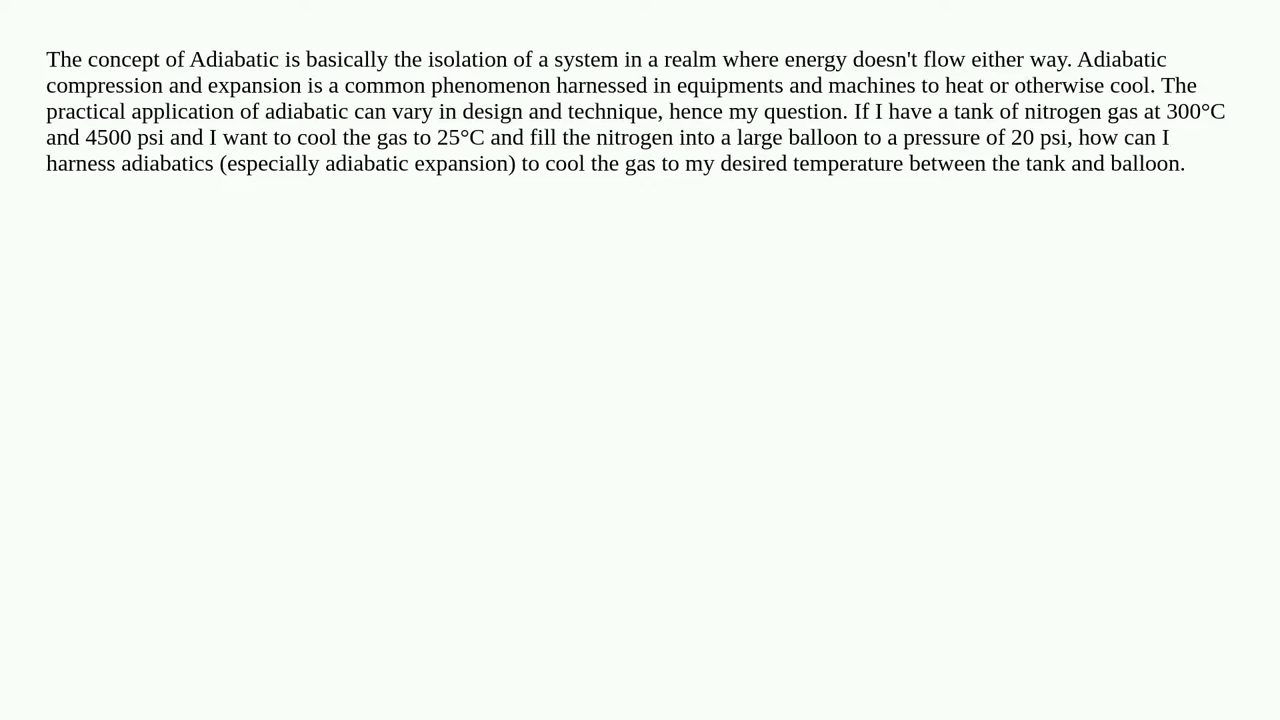 The concept of Adiabatic is basically the isolation of a system in a realm where energy doesn't flow either way. Adiabatic
compression and expansion is a common phenomenon harnessed in equipments and machines to heat or otherwise cool. The
practical application of adiabatic can vary in design and technique, hence my question. If I have a tank of nitrogen gas at 300°C
and 4500 psi and I want to cool the gas to 25°C and fill the nitrogen into a large balloon to a pressure of 20 psi, how can I
harness adiabatics (especially adiabatic expansion) to cool the gas to my desired temperature between the tank and balloon.